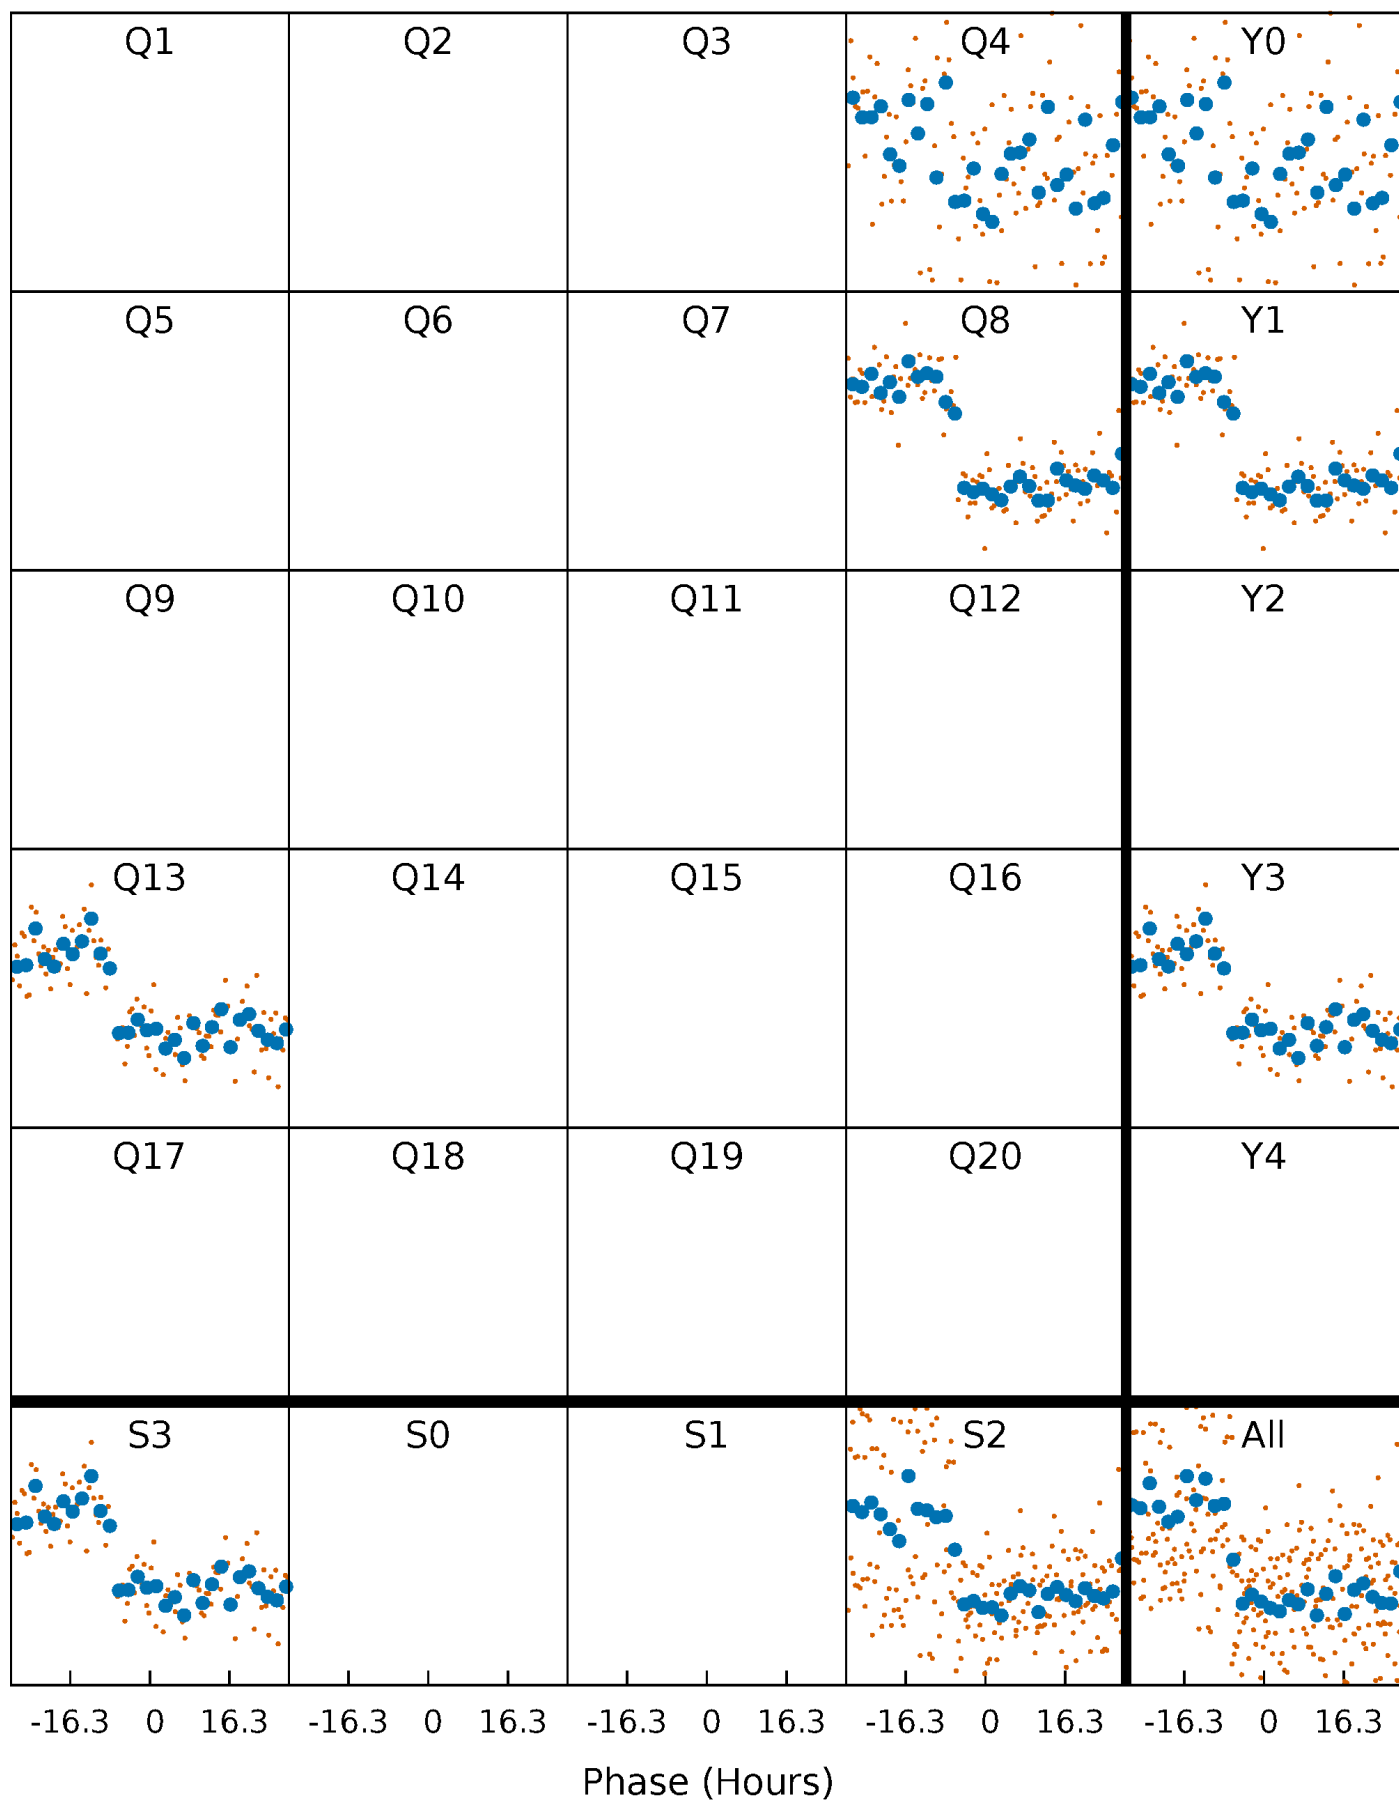 Q1 Q2 Q3 Q4 Y0
Q5 Q6 Q7 Q8 Y1
Q9 Q10 Q11 Q12 Y2
Q13 Q14 Q15 Q16 Y3
Q17 Q18 Q19 Q20 Y4
S3 S0 S1 S2 All
-16.3 0 16.3 -16.3 0 16.3 -16.3 0 16.3 -16.3 0 16.3 -16.3 0 16.3
Phase (Hours)